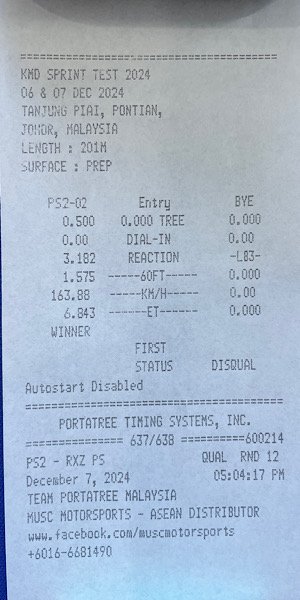 ==============================
KMD SPRINT TEST 2024
06 & 07 DEC 2024
TANJUNG PIAI, PONTIAN,
JOHOR, MALAYSIA
LENGTH : 201M
SURFACE : PREP
PS2-02 Entry BYE
0.500 0.000 TREE 0.000
0.00 DIAL-IN 0.00
3.182 REACTION -L83-
1.575 -----60FT----- 0.000
163.88 -----KM/H----- 0.00
6.843 ------ET------ 0.000
WINNER
FIRST
STATUS DISQUAL
Autostart Disabled
==============================
PORTATREE TIMING SYSTEMS, INC.
============== 637/638 =========600214
PS2 - RXZ PS QUAL RND 12
December 7, 2024 05:04:17 PM
TEAM PORTATREE MALAYSIA
MUSC MOTORSPORTS - ASEAN DISTRIBUTOR
www.facebook.com/muscmotorsports
+6016-6681490